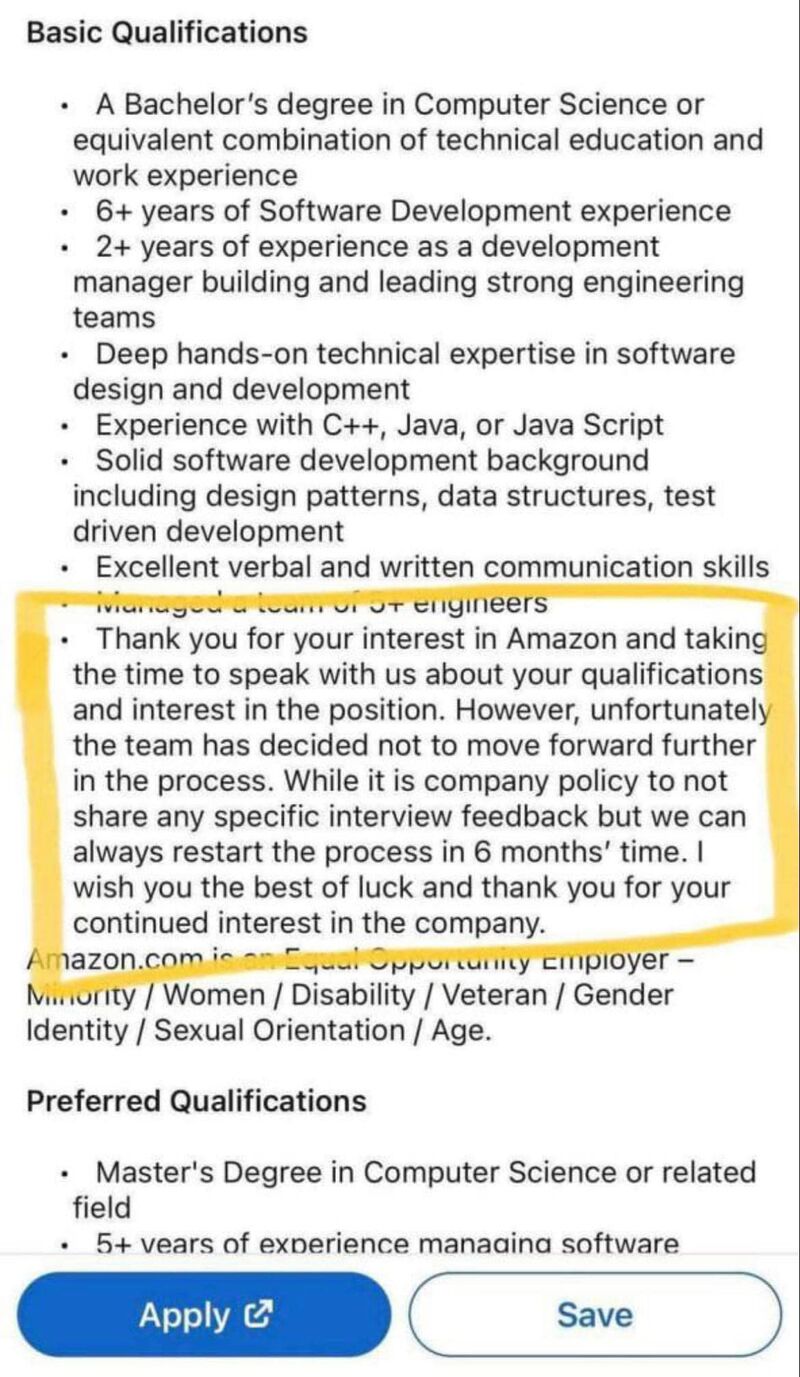 Basic Qualifications
· A Bachelor's degree in Computer Science or
equivalent combination of technical education and
work experience
· 6+ years of Software Development experience
· 2+ years of experience as a development
manager building and leading strong engineering
teams
· Deep hands-on technical expertise in software
design and development
· Experience with C++, Java, or Java Script
· Solid software development background
including design patterns, data structures, test
driven development
· Excellent verbal and written communication skills
· Managed a team of 5+ engineers
· Thank you for your interest in Amazon and taking
the time to speak with us about your qualifications
and interest in the position. However, unfortunately
the team has decided not to move forward further
in the process. While it is company policy to not
share any specific interview feedback but we can
always restart the process in 6 months' time. I
wish you the best of luck and thank you for your
continued interest in the company.
Amazon.com is an Equal Opportunity Employer –
Minority / Women / Disability / Veteran / Gender
Identity / Sexual Orientation / Age.
Preferred Qualifications
· Master's Degree in Computer Science or related
field
· 5+ years of experience managing software
Apply
Save